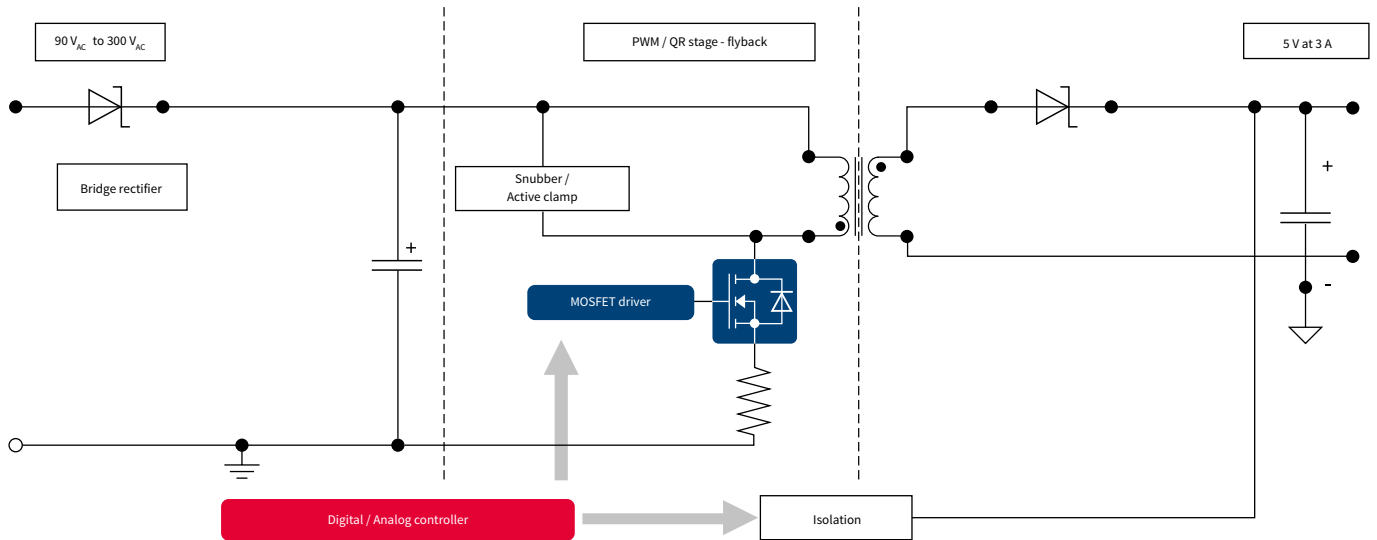 90 VAC to 300 VAC
PWM / QR stage - flyback
5 V at 3 A
Bridge rectifier
Snubber /
Active clamp
+
+
MOSFET driver
-
Digital / Analog controller
Isolation